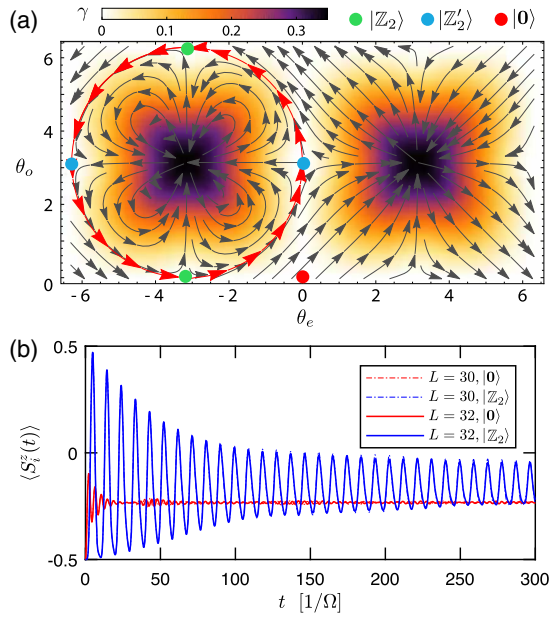 (a) γ 0 0.1 0.2 0.3 |ℤ₂⟩ |ℤ′₂⟩ |𝟎⟩
6
4
θₒ
2
0
-6 -4 -2 0 2 4 6
θₑ
(b)
0.5
L = 30, |𝟎⟩
L = 30, |ℤ₂⟩
L = 32, |𝟎⟩
L = 32, |ℤ₂⟩
⟨Sᵢᶻ(t)⟩
0
-0.5
0 50 100 150 200 250 300
t [1/Ω]